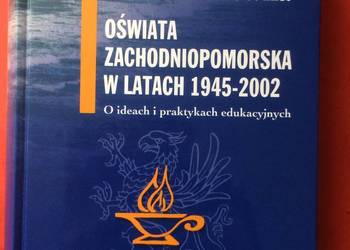 OŚWIATA
ZACHODNIOPOMORSKA
W LATACH 1945-2002
O ideach i praktykach edukacyjnych